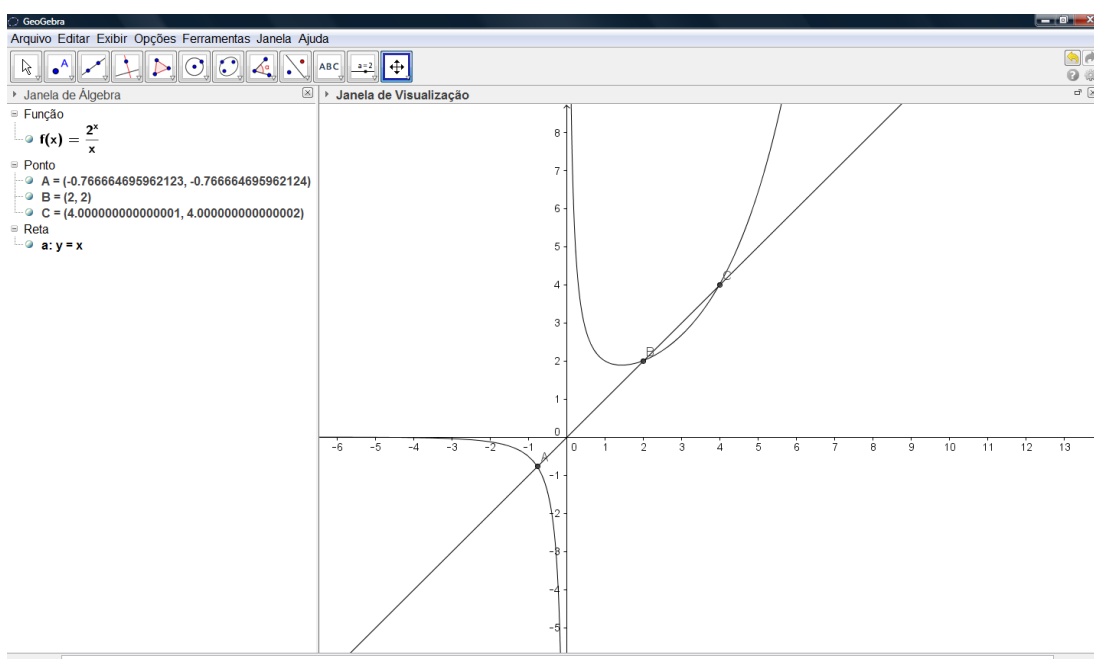 GeoGebra
Arquivo Editar Exibir Opções Ferramentas Janela Ajuda
A ABC a=2
Janela de Álgebra
Função
f(x) = 2^x / x
Ponto
A = (-0.766664695962123, -0.766664695962124)
B = (2, 2)
C = (4.000000000000001, 4.000000000000002)
Reta
a: y = x
Janela de Visualização
8
7
6
5
4
3
2
1
0
-1
-2
-3
-4
-5
-6 -5 -4 -3 -2 -1 0 1 2 3 4 5 6 7 8 9 10 11 12 13
A
B
C